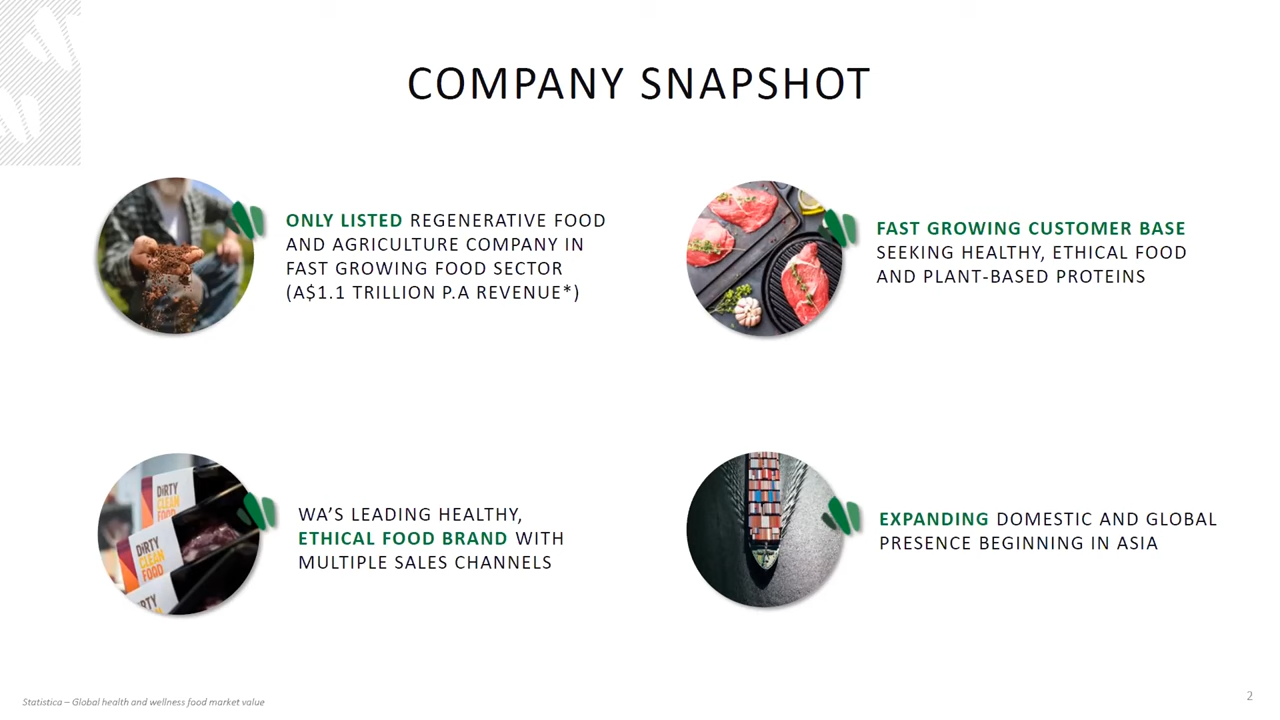 COMPANY SNAPSHOT
ONLY LISTED REGENERATIVE FOOD
AND AGRICULTURE COMPANY IN
FAST GROWING FOOD SECTOR
(A$1.1 TRILLION P.A REVENUE*)
FAST GROWING CUSTOMER BASE
SEEKING HEALTHY, ETHICAL FOOD
AND PLANT-BASED PROTEINS
DiRTY
CLEAN
FOOD
DiRTY
CLEAN
FOOD
WA’S LEADING HEALTHY,
ETHICAL FOOD BRAND WITH
MULTIPLE SALES CHANNELS
EXPANDING DOMESTIC AND GLOBAL
PRESENCE BEGINNING IN ASIA
Statistica – Global health and wellness food market value
2